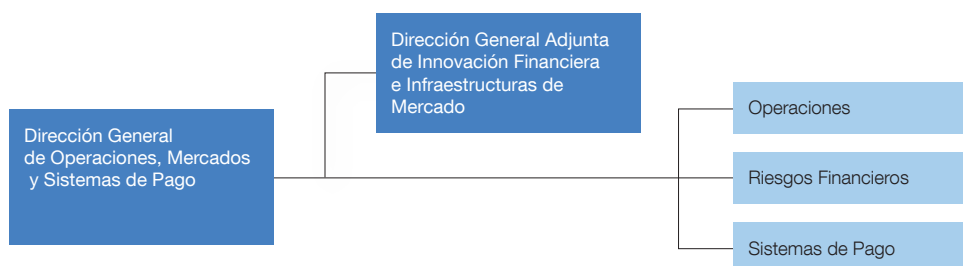 Dirección General Adjunta
de Innovación Financiera
e Infraestructuras de
Mercado
Dirección General
de Operaciones, Mercados
y Sistemas de Pago
Operaciones
Riesgos Financieros
Sistemas de Pago